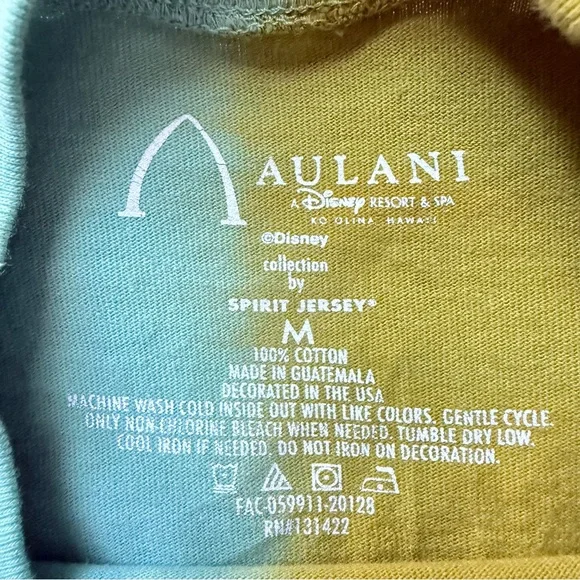 AULANI
A Disney RESORT & SPA
KO OLINA, HAWAI'I
©Disney
collection
by
SPIRIT JERSEY®
M
100% COTTON
MADE IN GUATEMALA
DECORATED IN THE USA
MACHINE WASH COLD INSIDE OUT WITH LIKE COLORS. GENTLE CYCLE.
ONLY NON-CHLORINE BLEACH WHEN NEEDED. TUMBLE DRY LOW.
COOL IRON IF NEEDED. DO NOT IRON ON DECORATION.
FAC-059911-20128
RN#131422